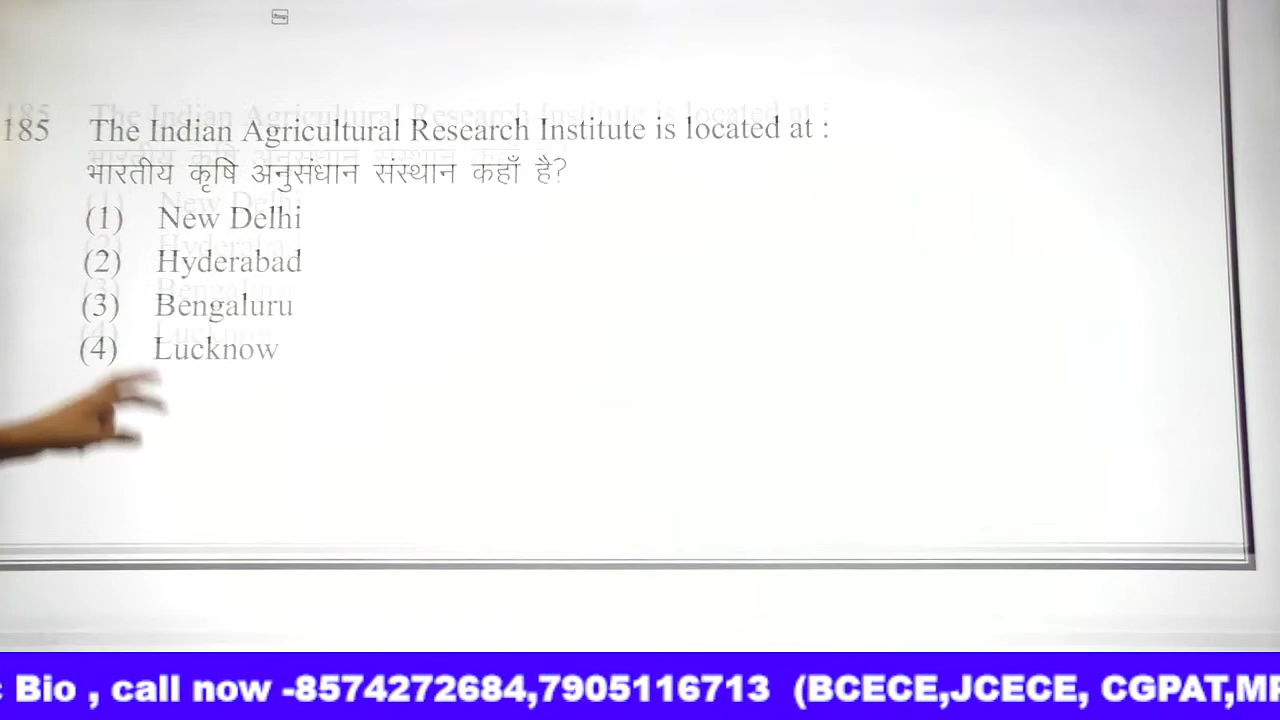 185 The Indian Agricultural Research Institute is located at :
भारतीय कृषि अनुसंधान संस्थान कहाँ है?
(1) New Delhi
(2) Hyderabad
(3) Bengaluru
(4) Lucknow
Bio , call now -8574272684,7905116713 (BCECE,JCECE, CGPAT,